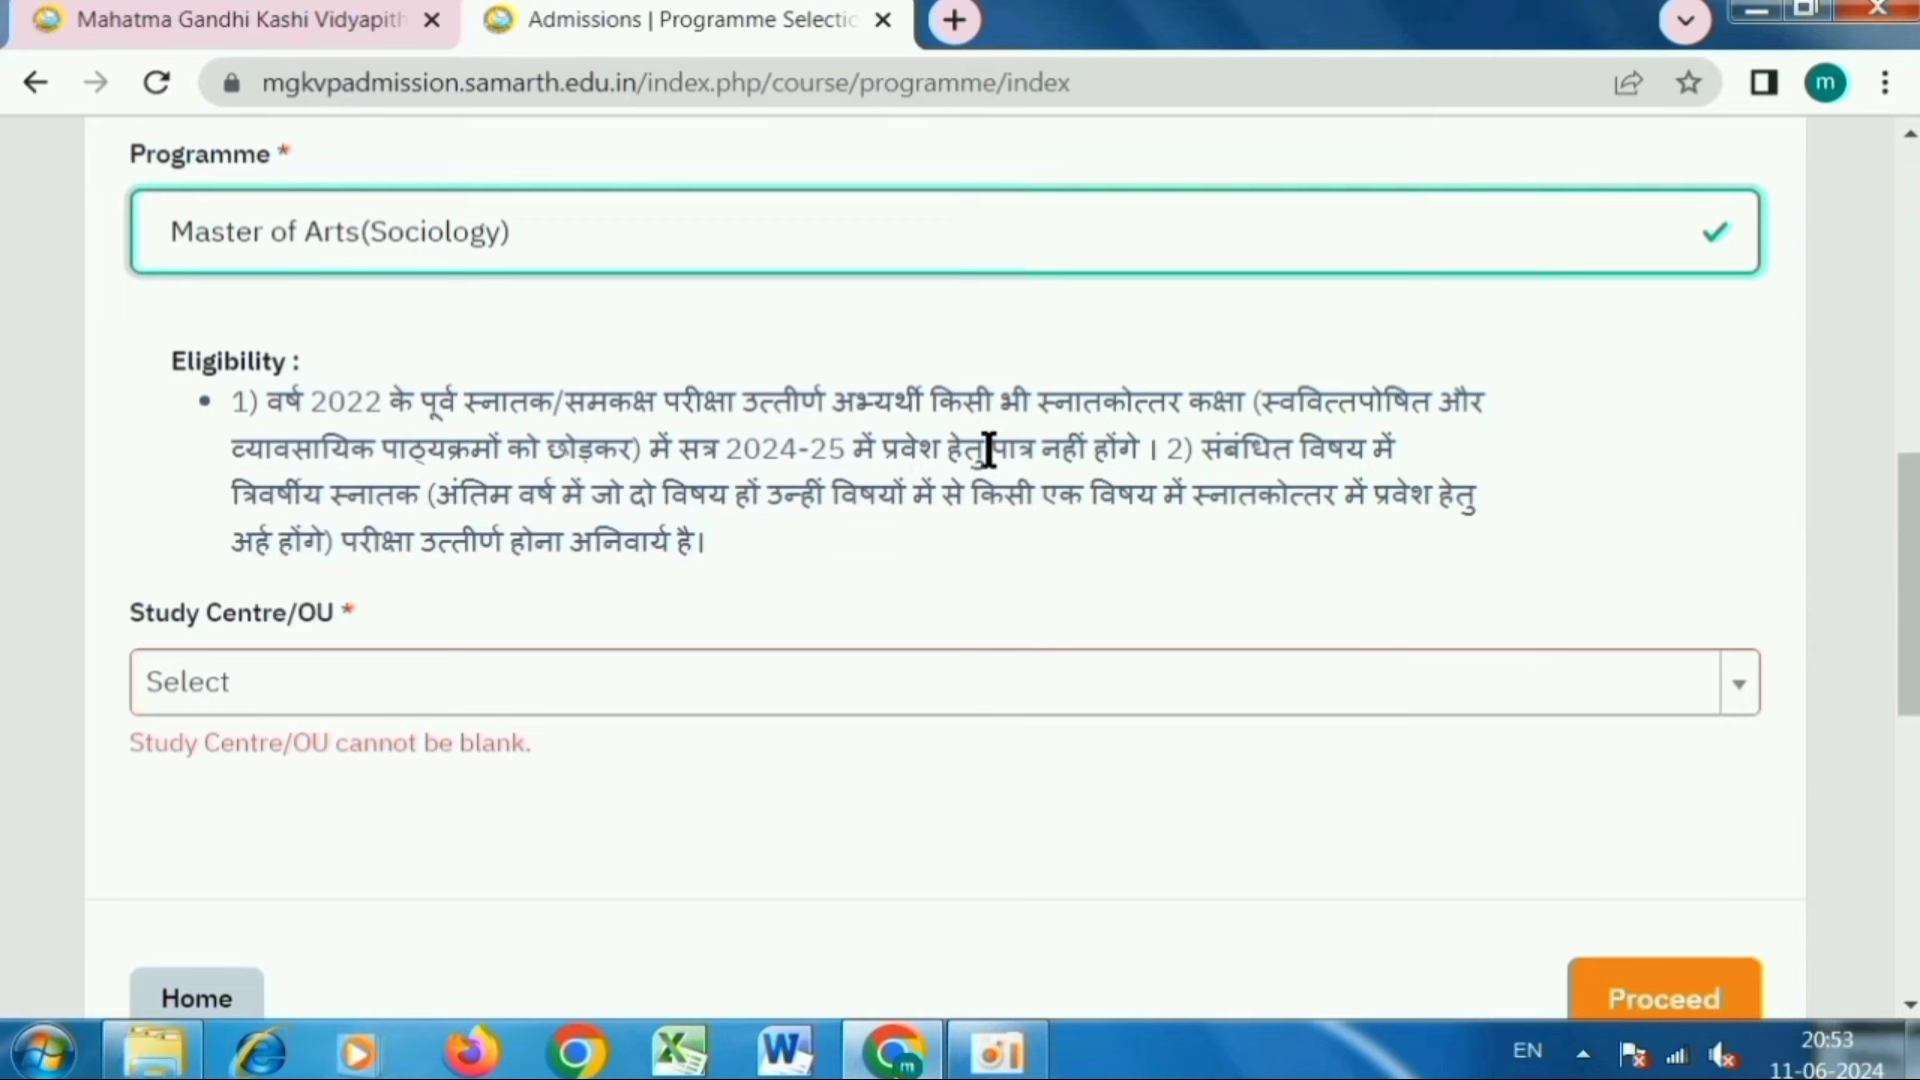 Mahatma Gandhi Kashi Vidyapith
Admissions | Programme Selectio
mgkvpadmission.samarth.edu.in/index.php/course/programme/index
m
Programme *
Master of Arts(Sociology)
Eligibility :
• 1) वर्ष 2022 के पूर्व स्नातक/समकक्ष परीक्षा उत्तीर्ण अभ्यर्थी किसी भी स्नातकोत्तर कक्षा (स्ववित्तपोषित और
व्यावसायिक पाठ्यक्रमों को छोड़कर) में सत्र 2024-25 में प्रवेश हेतु पात्र नहीं होंगे । 2) संबंधित विषय में
त्रिवर्षीय स्नातक (अंतिम वर्ष में जो दो विषय हों उन्हीं विषयों में से किसी एक विषय में स्नातकोत्तर में प्रवेश हेतु
अर्ह होंगे) परीक्षा उत्तीर्ण होना अनिवार्य है।
Study Centre/OU *
Select
Study Centre/OU cannot be blank.
Home
Proceed
EN
20:53
11-06-2024